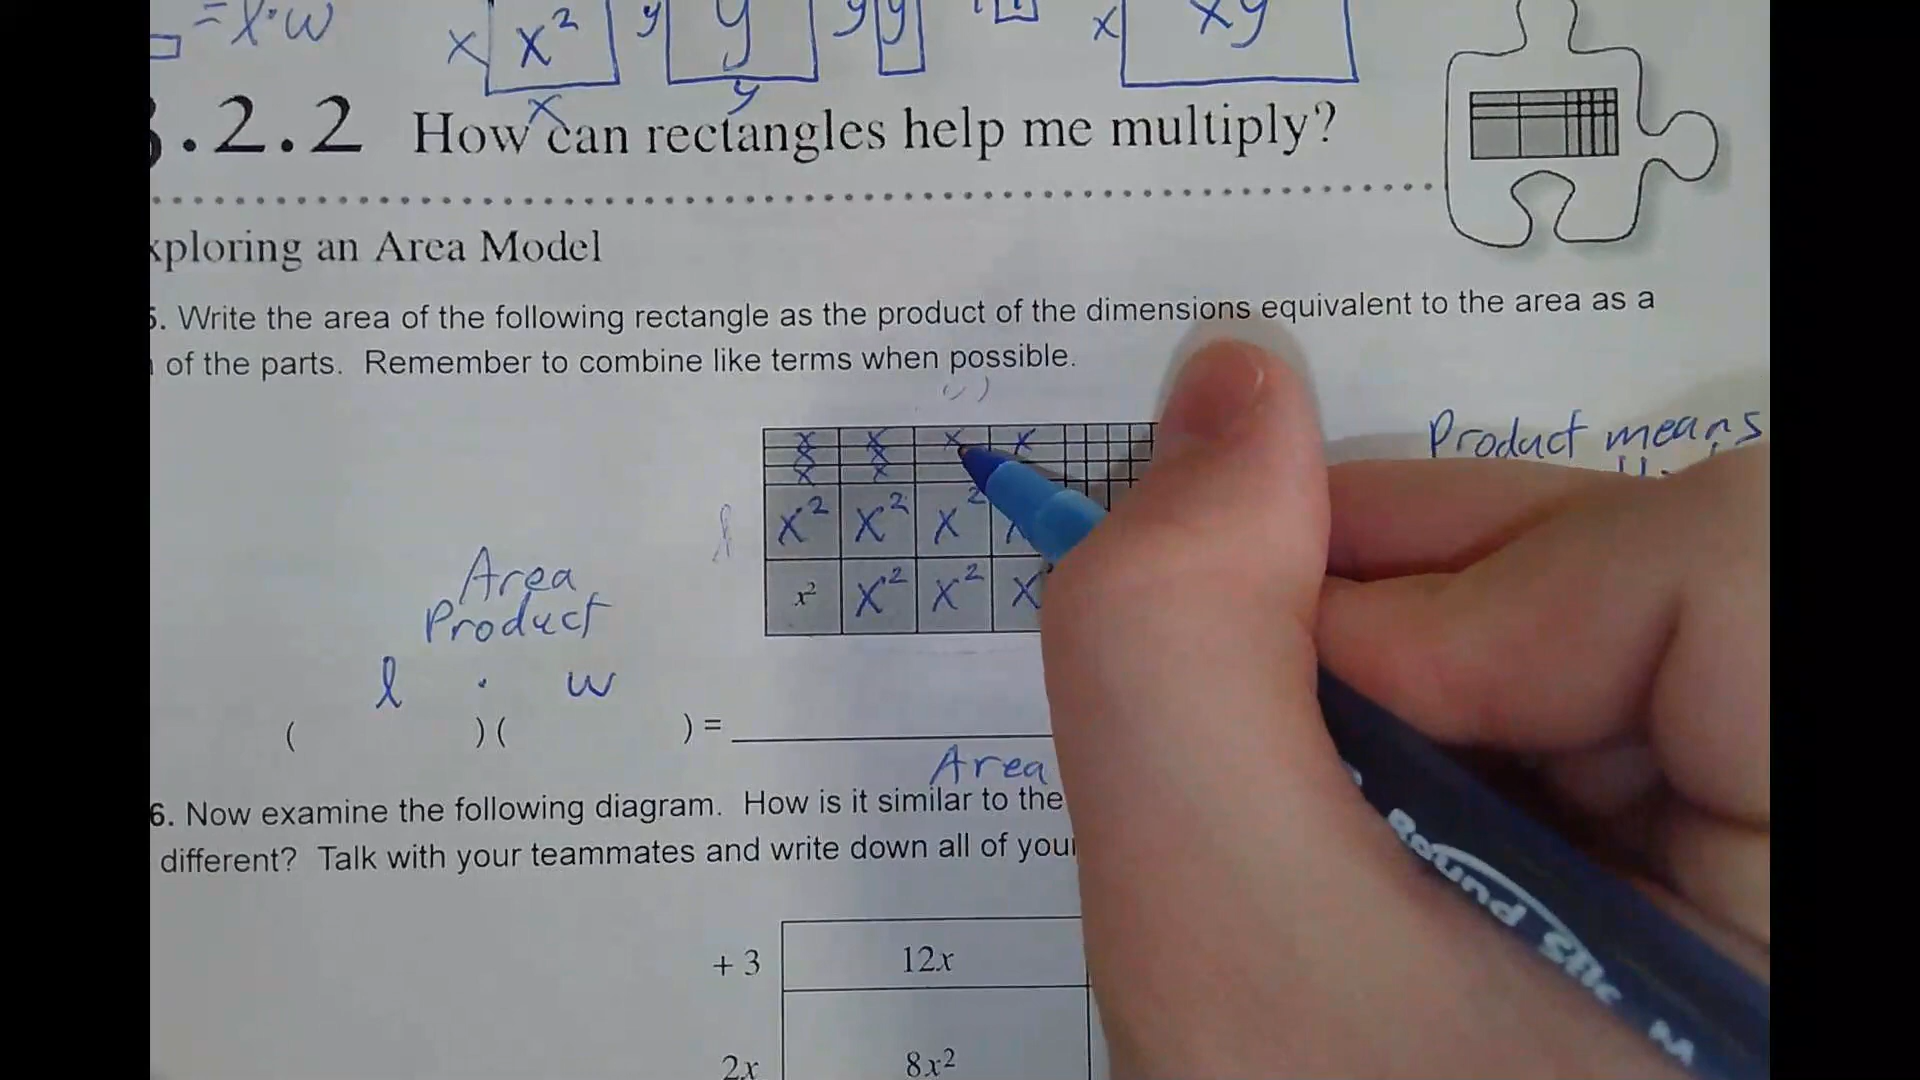 = l·w x x² y y y y x xy
x y
.2.2 How can rectangles help me multiply?
xploring an Area Model
5. Write the area of the following rectangle as the product of the dimensions equivalent to the area as a
of the parts. Remember to combine like terms when possible.
Product means
x x x x
x x
x x
l x² x² x² x
x² x² x² x
Area
Product
l · w
( )( ) =
Area
6. Now examine the following diagram. How is it similar to the
different? Talk with your teammates and write down all of your
+ 3 12x
2x 8x²
Round Stic M